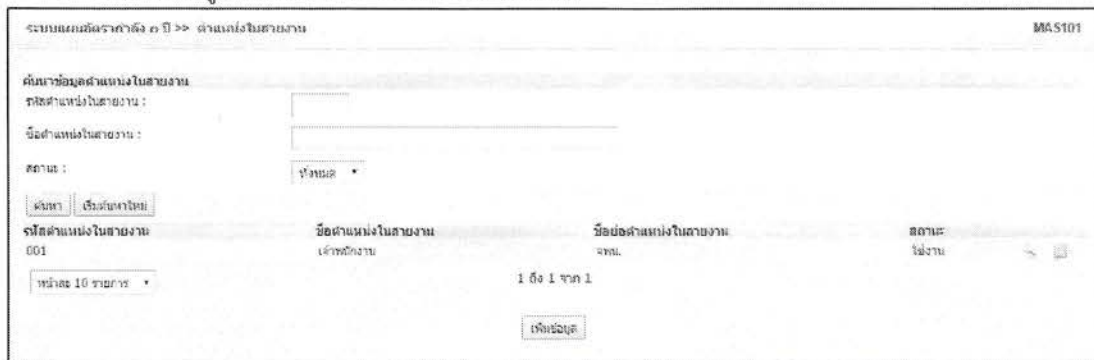 ระบบแผนอัตรากำลัง ๓ ปี >> ตำแหน่งในสายงาน MAS101
ค้นหาข้อมูลตำแหน่งในสายงาน
รหัสตำแหน่งในสายงาน :
ชื่อตำแหน่งในสายงาน :
สถานะ : ทั้งหมด
ค้นหา เริ่มค้นหาใหม่
รหัสตำแหน่งในสายงาน ชื่อตำแหน่งในสายงาน ชื่อย่อตำแหน่งในสายงาน สถานะ
001 เจ้าพนักงาน จพน. ใช้งาน
หน้าละ 10 รายการ 1 ถึง 1 จาก 1
เพิ่มข้อมูล